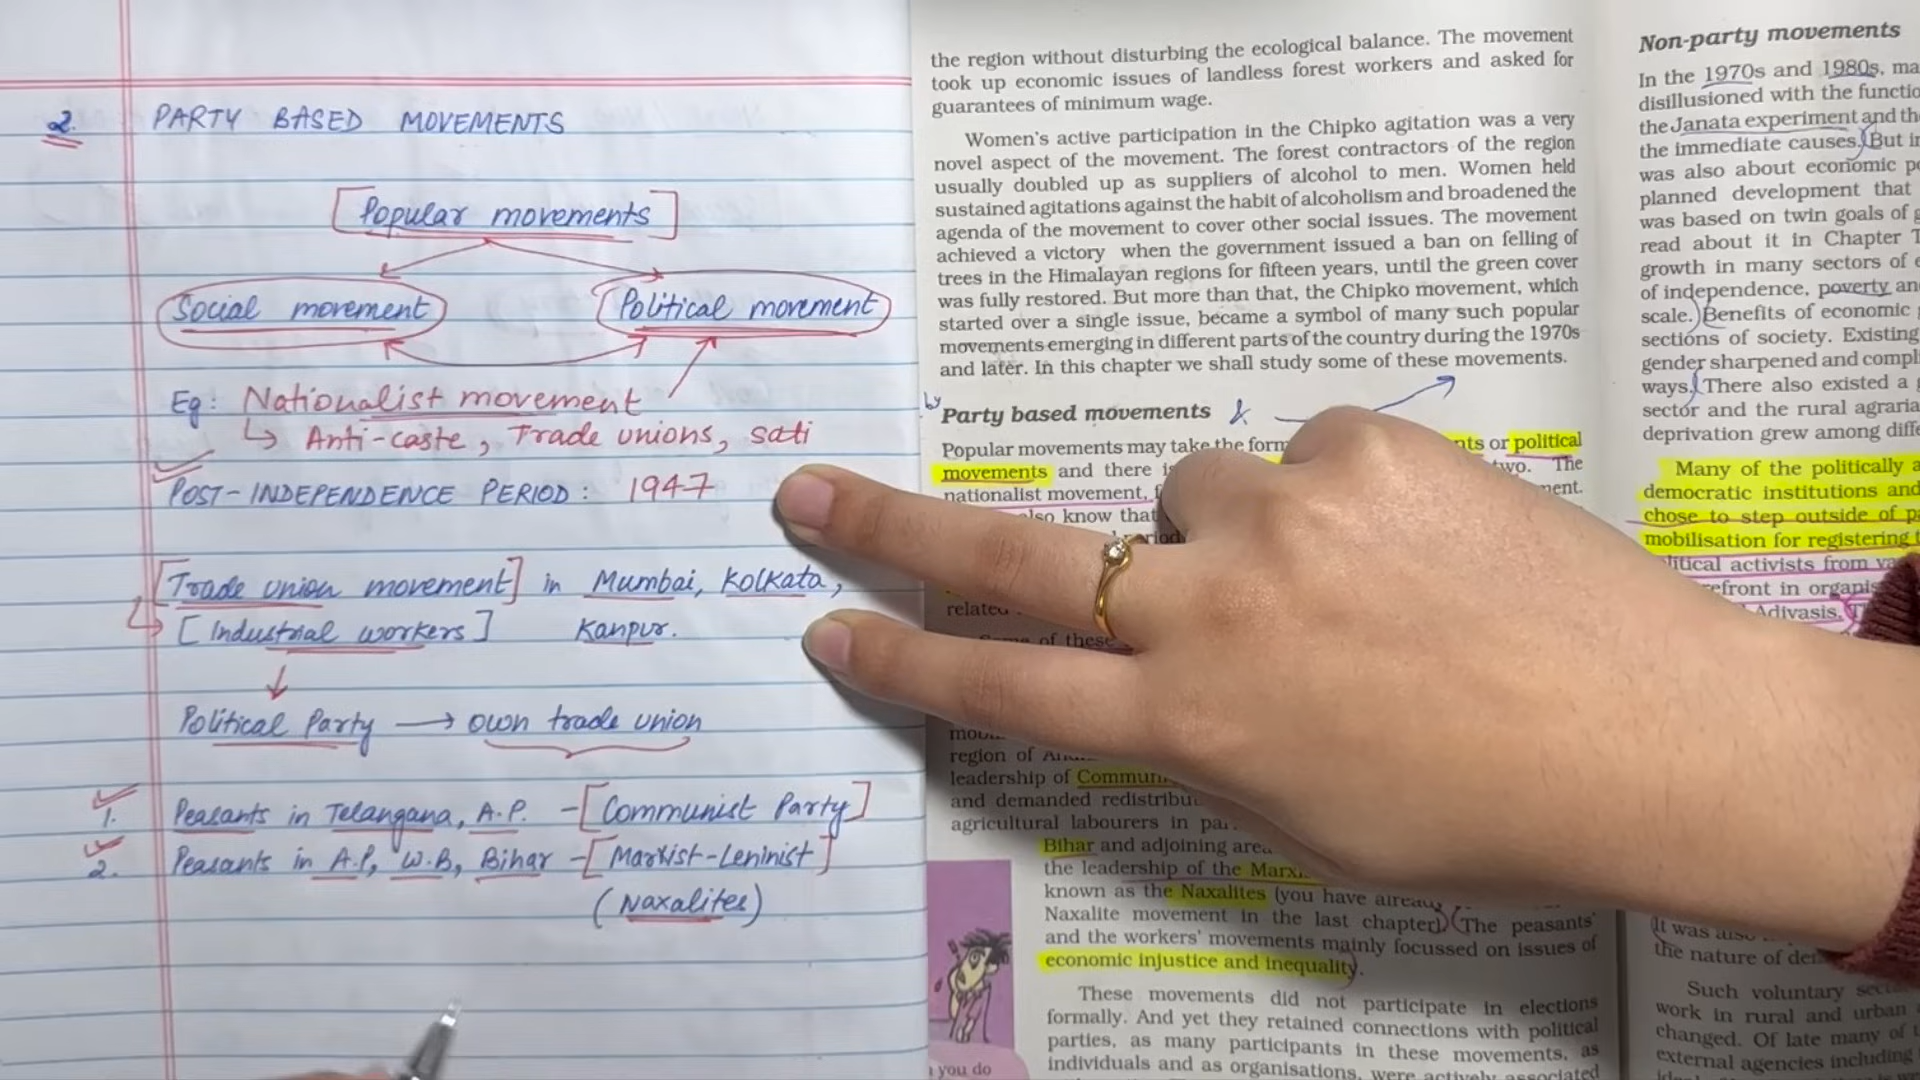 2. PARTY BASED MOVEMENTS
[Popular movements]
Social movement Political movement
Eg: Nationalist movement
↳ Anti-caste, Trade unions, sati
POST-INDEPENDENCE PERIOD: 1947
[Trade union movement] in Mumbai, Kolkata,
[Industrial workers] Kanpur.
Political Party → own trade union
1. Peasants in Telangana, A.P. - [Communist Party]
2. Peasants in A.P, W.B, Bihar - [Marxist-Leninist]
(Naxalites)
the region without disturbing the ecological balance. The movement
took up economic issues of landless forest workers and asked for
guarantees of minimum wage.
Women's active participation in the Chipko agitation was a very
novel aspect of the movement. The forest contractors of the region
usually doubled up as suppliers of alcohol to men. Women held
sustained agitations against the habit of alcoholism and broadened the
agenda of the movement to cover other social issues. The movement
achieved a victory when the government issued a ban on felling of
trees in the Himalayan regions for fifteen years, until the green cover
was fully restored. But more than that, the Chipko movement, which
started over a single issue, became a symbol of many such popular
movements emerging in different parts of the country during the 1970s
and later. In this chapter we shall study some of these movements.
Party based movements
Popular movements may take the form or political
movements and there two. The
nationalist movement,
also know that
related
Some of these
region of
leadership of
and demanded
agricultural labourers in
Bihar and adjoining
the leadership of the
known as the Naxalites (you have
Naxalite movement in the last chapter). The peasants'
and the workers' movements mainly focussed on issues of
economic injustice and inequality.
These movements did not participate in elections
formally. And yet they retained connections with political
parties, as many participants in these movements, as
individuals and as organisations, were actively associated
you do
Non-party movements
In the 1970s and 1980s,
disillusioned with the
the Janata experiment and
the immediate causes. But
was also about economic
planned development that
was based on twin goals of
read about it in Chapter
growth in many sectors of
of independence, poverty
scale. Benefits of economic
sections of society. Existing
gender sharpened and
ways. There also existed a
sector and the rural
deprivation grew among
Many of the politically
democratic institutions and
chose to step outside of
mobilisation for registering
activists from
in
Adivasis.
It was
the nature of
Such voluntary
work in rural and urban
changed. Of late many of
external agencies including